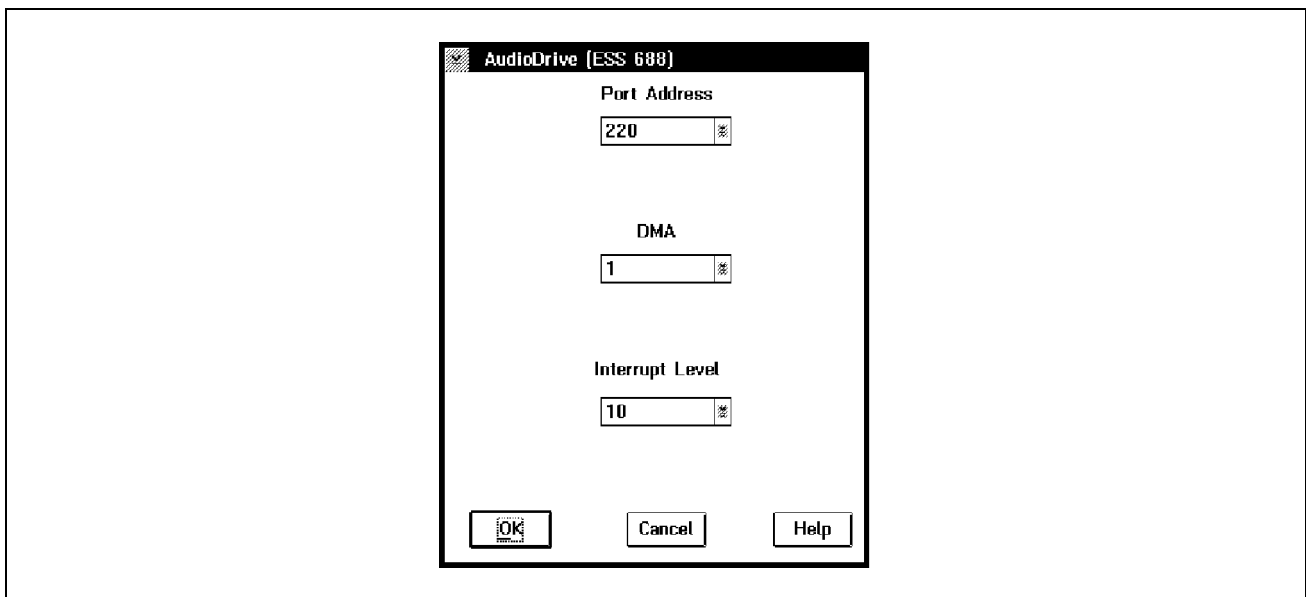 AudioDrive (ESS 688)
Port Address
220
DMA
1
Interrupt Level
10
OK Cancel Help